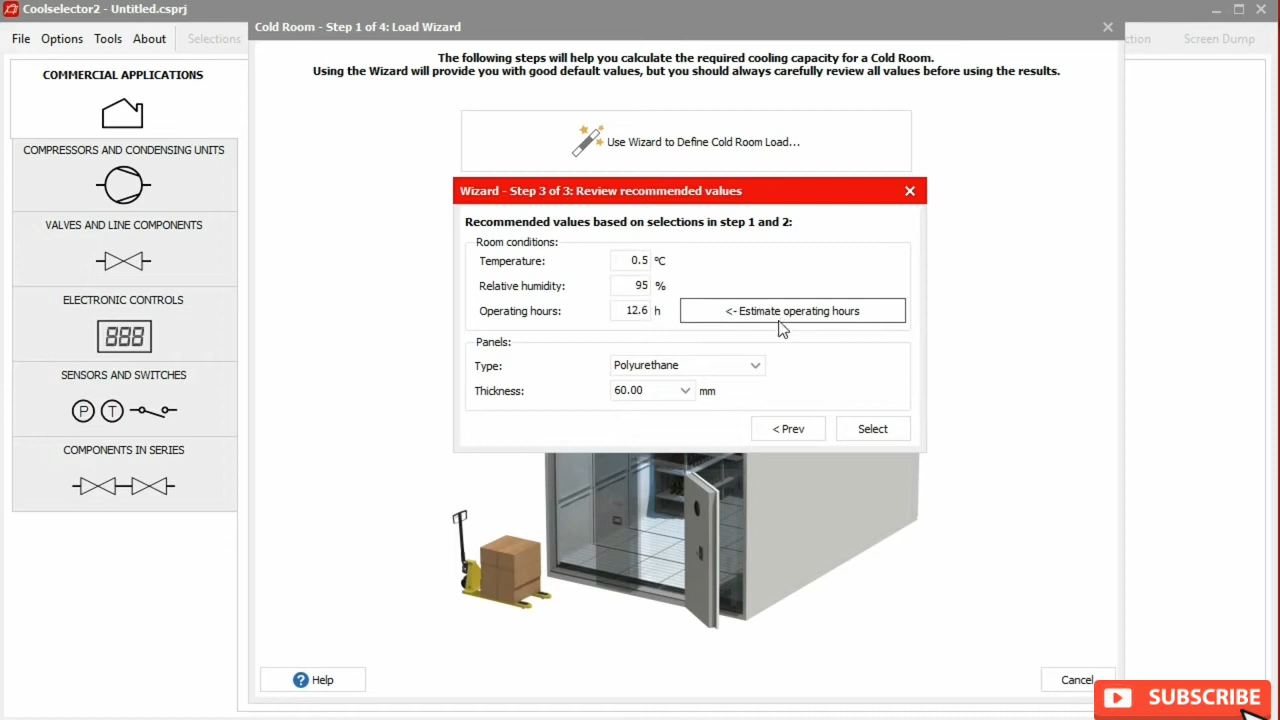 Coolselector2 - Untitled.csprj
File Options Tools About Selections
Cold Room - Step 1 of 4: Load Wizard
ction Screen Dump
COMMERCIAL APPLICATIONS
COMPRESSORS AND CONDENSING UNITS
VALVES AND LINE COMPONENTS
ELECTRONIC CONTROLS
888
SENSORS AND SWITCHES
P T
COMPONENTS IN SERIES
The following steps will help you calculate the required cooling capacity for a Cold Room.
Using the Wizard will provide you with good default values, but you should always carefully review all values before using the results.
Use Wizard to Define Cold Room Load...
Wizard - Step 3 of 3: Review recommended values
Recommended values based on selections in step 1 and 2:
Room conditions:
Temperature: 0.5 °C
Relative humidity: 95 %
Operating hours: 12.6 h <- Estimate operating hours
Panels:
Type: Polyurethane
Thickness: 60.00 mm
< Prev Select
? Help
Cancel
SUBSCRIBE